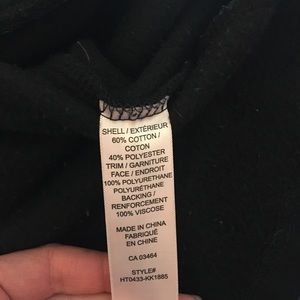 SHELL / EXTÉRIEUR
60% COTTON /
COTON
40% POLYESTER
TRIM / GARNITURE
FACE / ENDROIT
100% POLYURETHANE
POLYURÉTHANE
BACKING /
RENFORCEMENT
100% VISCOSE
MADE IN CHINA
FABRIQUÉ
EN CHINE
CA 03464
STYLE#
HT0433-KK1885